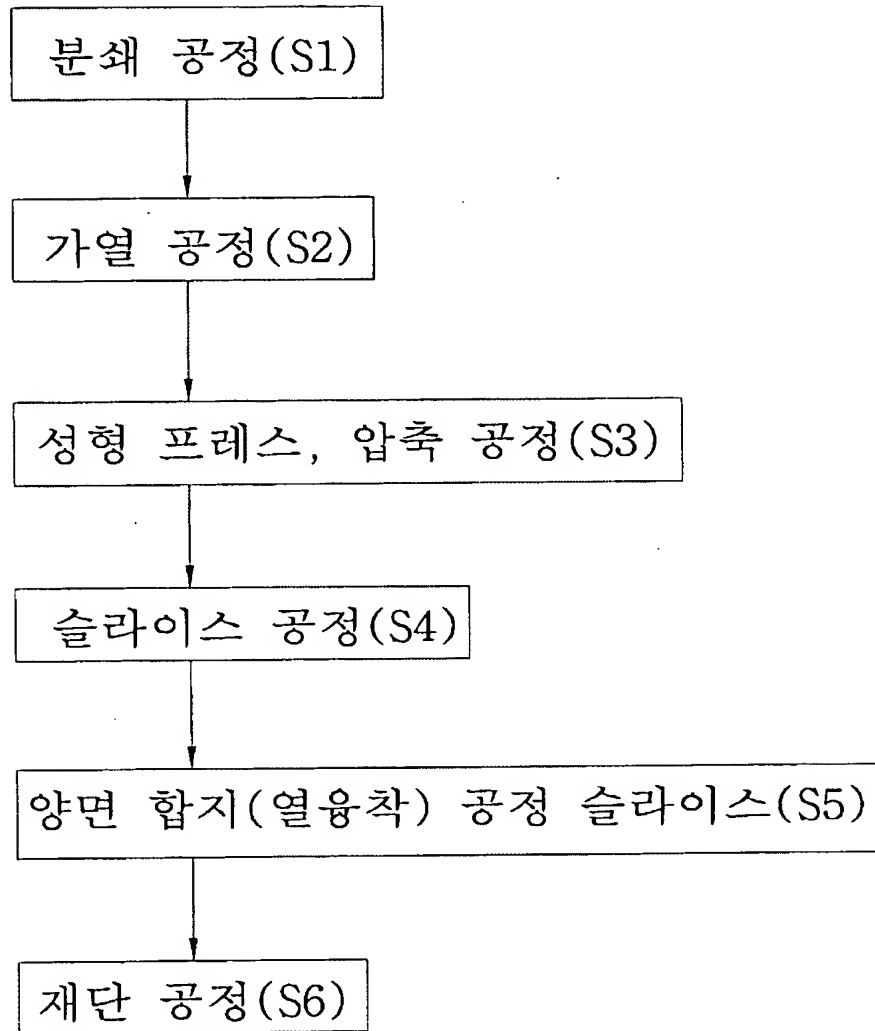 분쇄 공정(S1)
가열 공정(S2)
성형 프레스, 압축 공정(S3)
슬라이스 공정(S4)
양면 합지(열융착) 공정 슬라이스(S5)
재단 공정(S6)